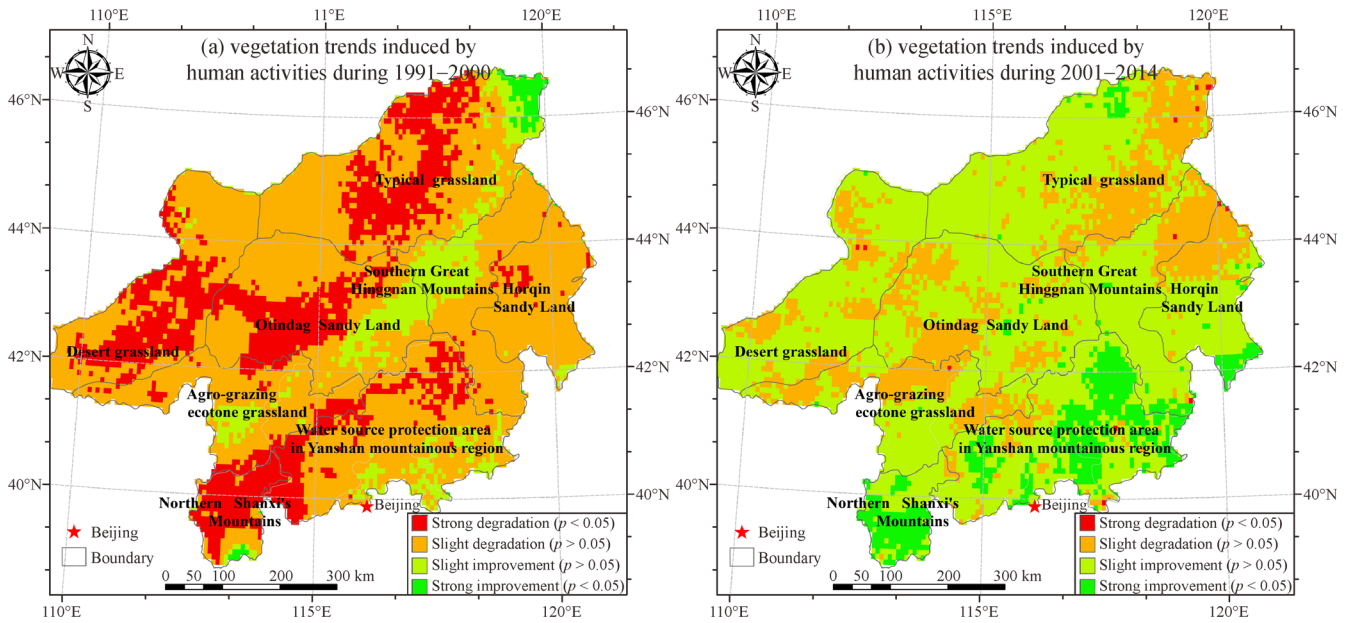 110°E 11°E 120°E
(a) vegetation trends induced by
human activities during 1991–2000
N
W E
S
46°N
44°N
42°N
40°N
Typical grassland
Southern Great
Hinggnan Mountains
Horqin
Sandy Land
Otindag Sandy Land
Desert grassland
Agro-grazing
ecotone grassland
Water source protection area
in Yanshan mountainous region
Northern Shanxi's
Mountains
Beijing
Beijing
Boundary
0 50 100 200 300 km
Strong degradation (p < 0.05)
Slight degradation (p > 0.05)
Slight improvement (p > 0.05)
Strong improvement (p < 0.05)
46°N
44°N
42°N
40°N
110°E 115°E 120°E
110°E 115°E 120°E
(b) vegetation trends induced by
human activities during 2001–2014
N
W E
S
46°N
44°N
42°N
40°N
Typical grassland
Southern Great
Hinggnan Mountains
Horqin
Sandy Land
Otindag Sandy Land
Desert grassland
Agro-grazing
ecotone grassland
Water source protection area
in Yanshan mountainous region
Northern Shanxi's
Mountains
Beijing
Beijing
Boundary
0 50 100 200 300 km
Strong degradation (p < 0.05)
Slight degradation (p > 0.05)
Slight improvement (p > 0.05)
Strong improvement (p < 0.05)
110°E 115°E 120°E